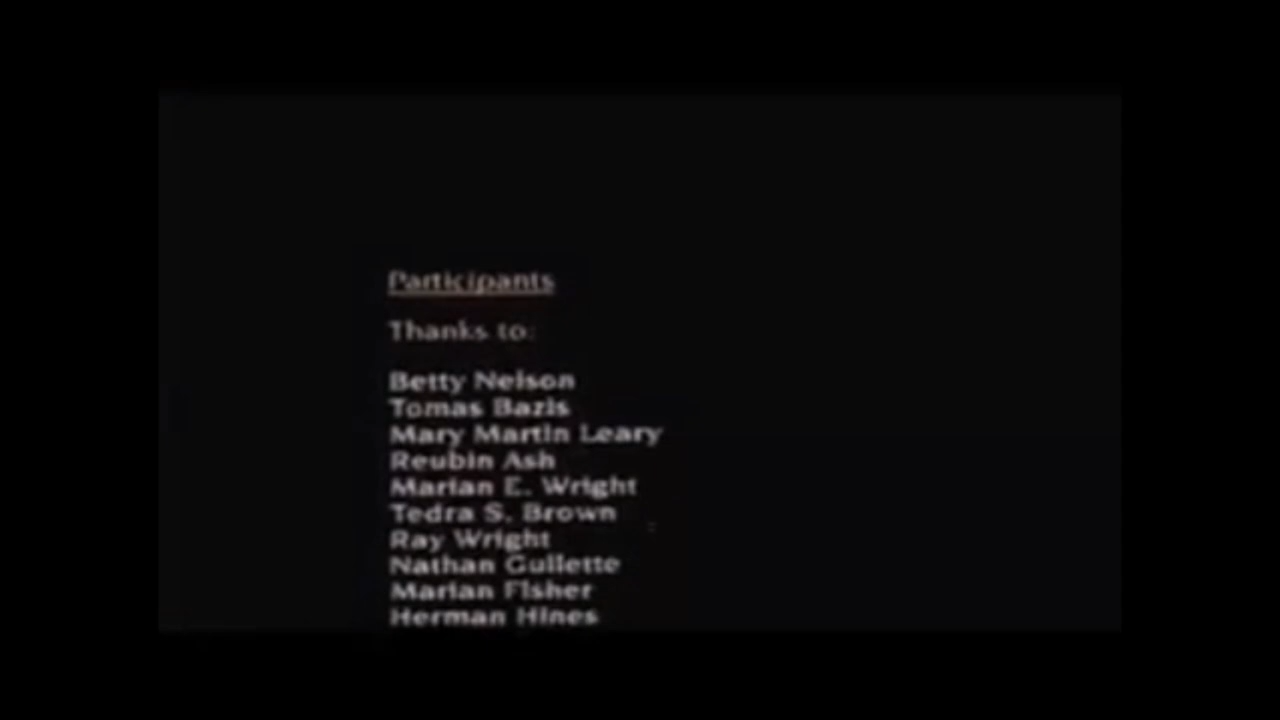 Participants
Thanks to:
Betty Nelson
Tomas Bazis
Mary Martin Leary
Reubin Ash
Marian E. Wright
Tedra S. Brown
Ray Wright
Nathan Gullette
Marian Fisher
Herman Hines